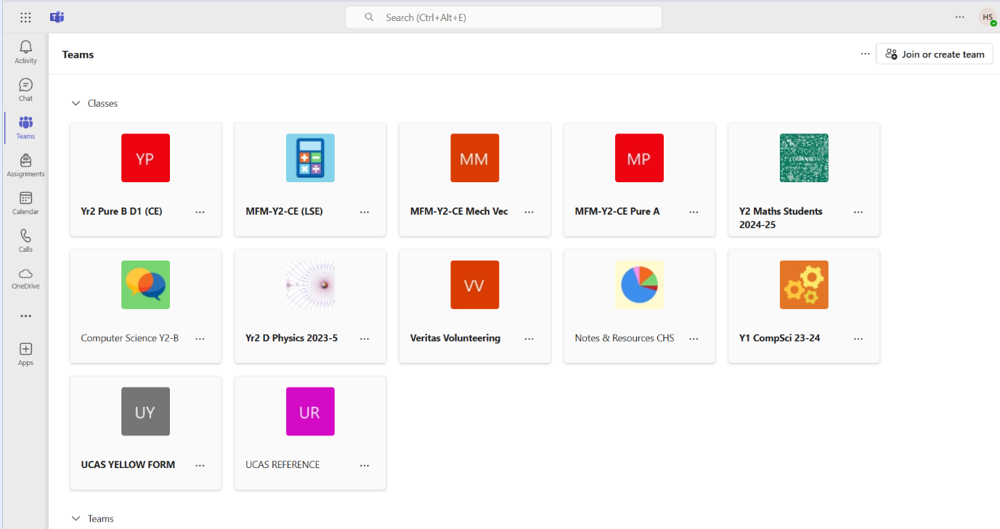 Search (Ctrl+Alt+E)
HS
Activity
Chat
Teams
Assignments
Calendar
Calls
OneDrive
Apps
Teams
Join or create team
Classes
YP
MM
MP
Yr2 Pure B D1 (CE)
MFM-Y2-CE (LSE)
MFM-Y2-CE Mech Vec
MFM-Y2-CE Pure A
Y2 Maths Students
2024-25
VV
Computer Science Y2-B
Yr2 D Physics 2023-5
Veritas Volunteering
Notes & Resources CHS
Y1 CompSci 23-24
UY
UR
UCAS YELLOW FORM
UCAS REFERENCE
Teams